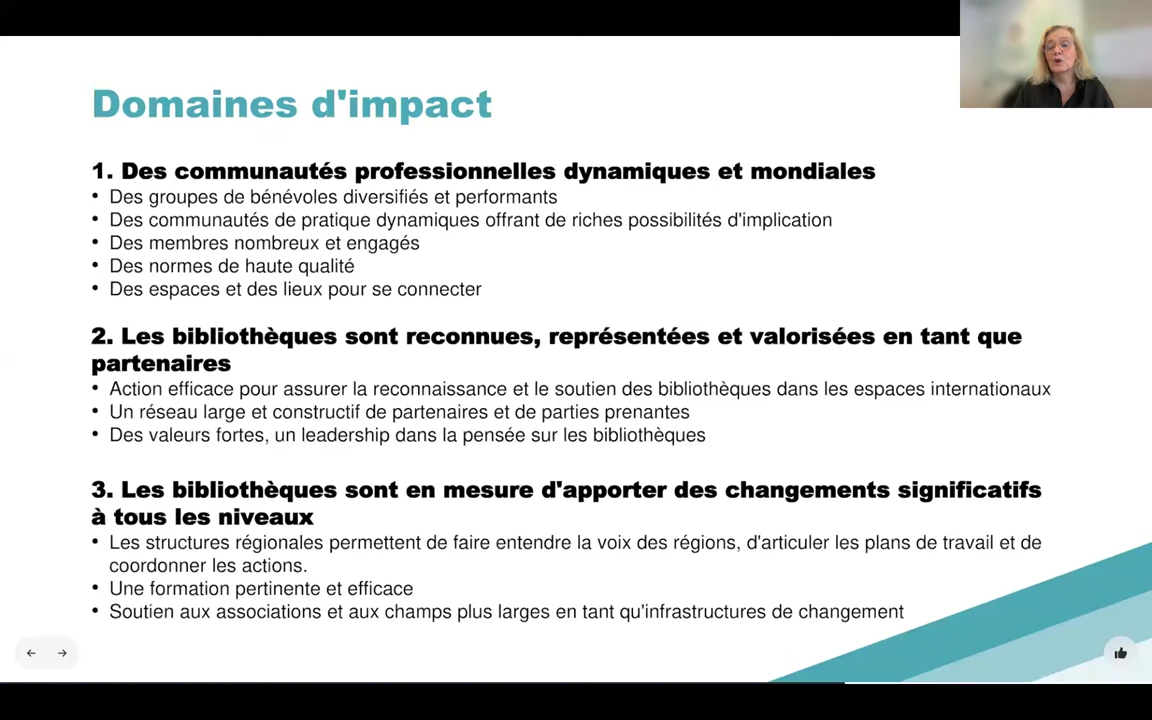 Domaines d'impact
1. Des communautés professionnelles dynamiques et mondiales
• Des groupes de bénévoles diversifiés et performants
• Des communautés de pratique dynamiques offrant de riches possibilités d'implication
• Des membres nombreux et engagés
• Des normes de haute qualité
• Des espaces et des lieux pour se connecter
2. Les bibliothèques sont reconnues, représentées et valorisées en tant que
partenaires
• Action efficace pour assurer la reconnaissance et le soutien des bibliothèques dans les espaces internationaux
• Un réseau large et constructif de partenaires et de parties prenantes
• Des valeurs fortes, un leadership dans la pensée sur les bibliothèques
3. Les bibliothèques sont en mesure d'apporter des changements significatifs
à tous les niveaux
• Les structures régionales permettent de faire entendre la voix des régions, d'articuler les plans de travail et de
coordonner les actions.
• Une formation pertinente et efficace
• Soutien aux associations et aux champs plus larges en tant qu'infrastructures de changement